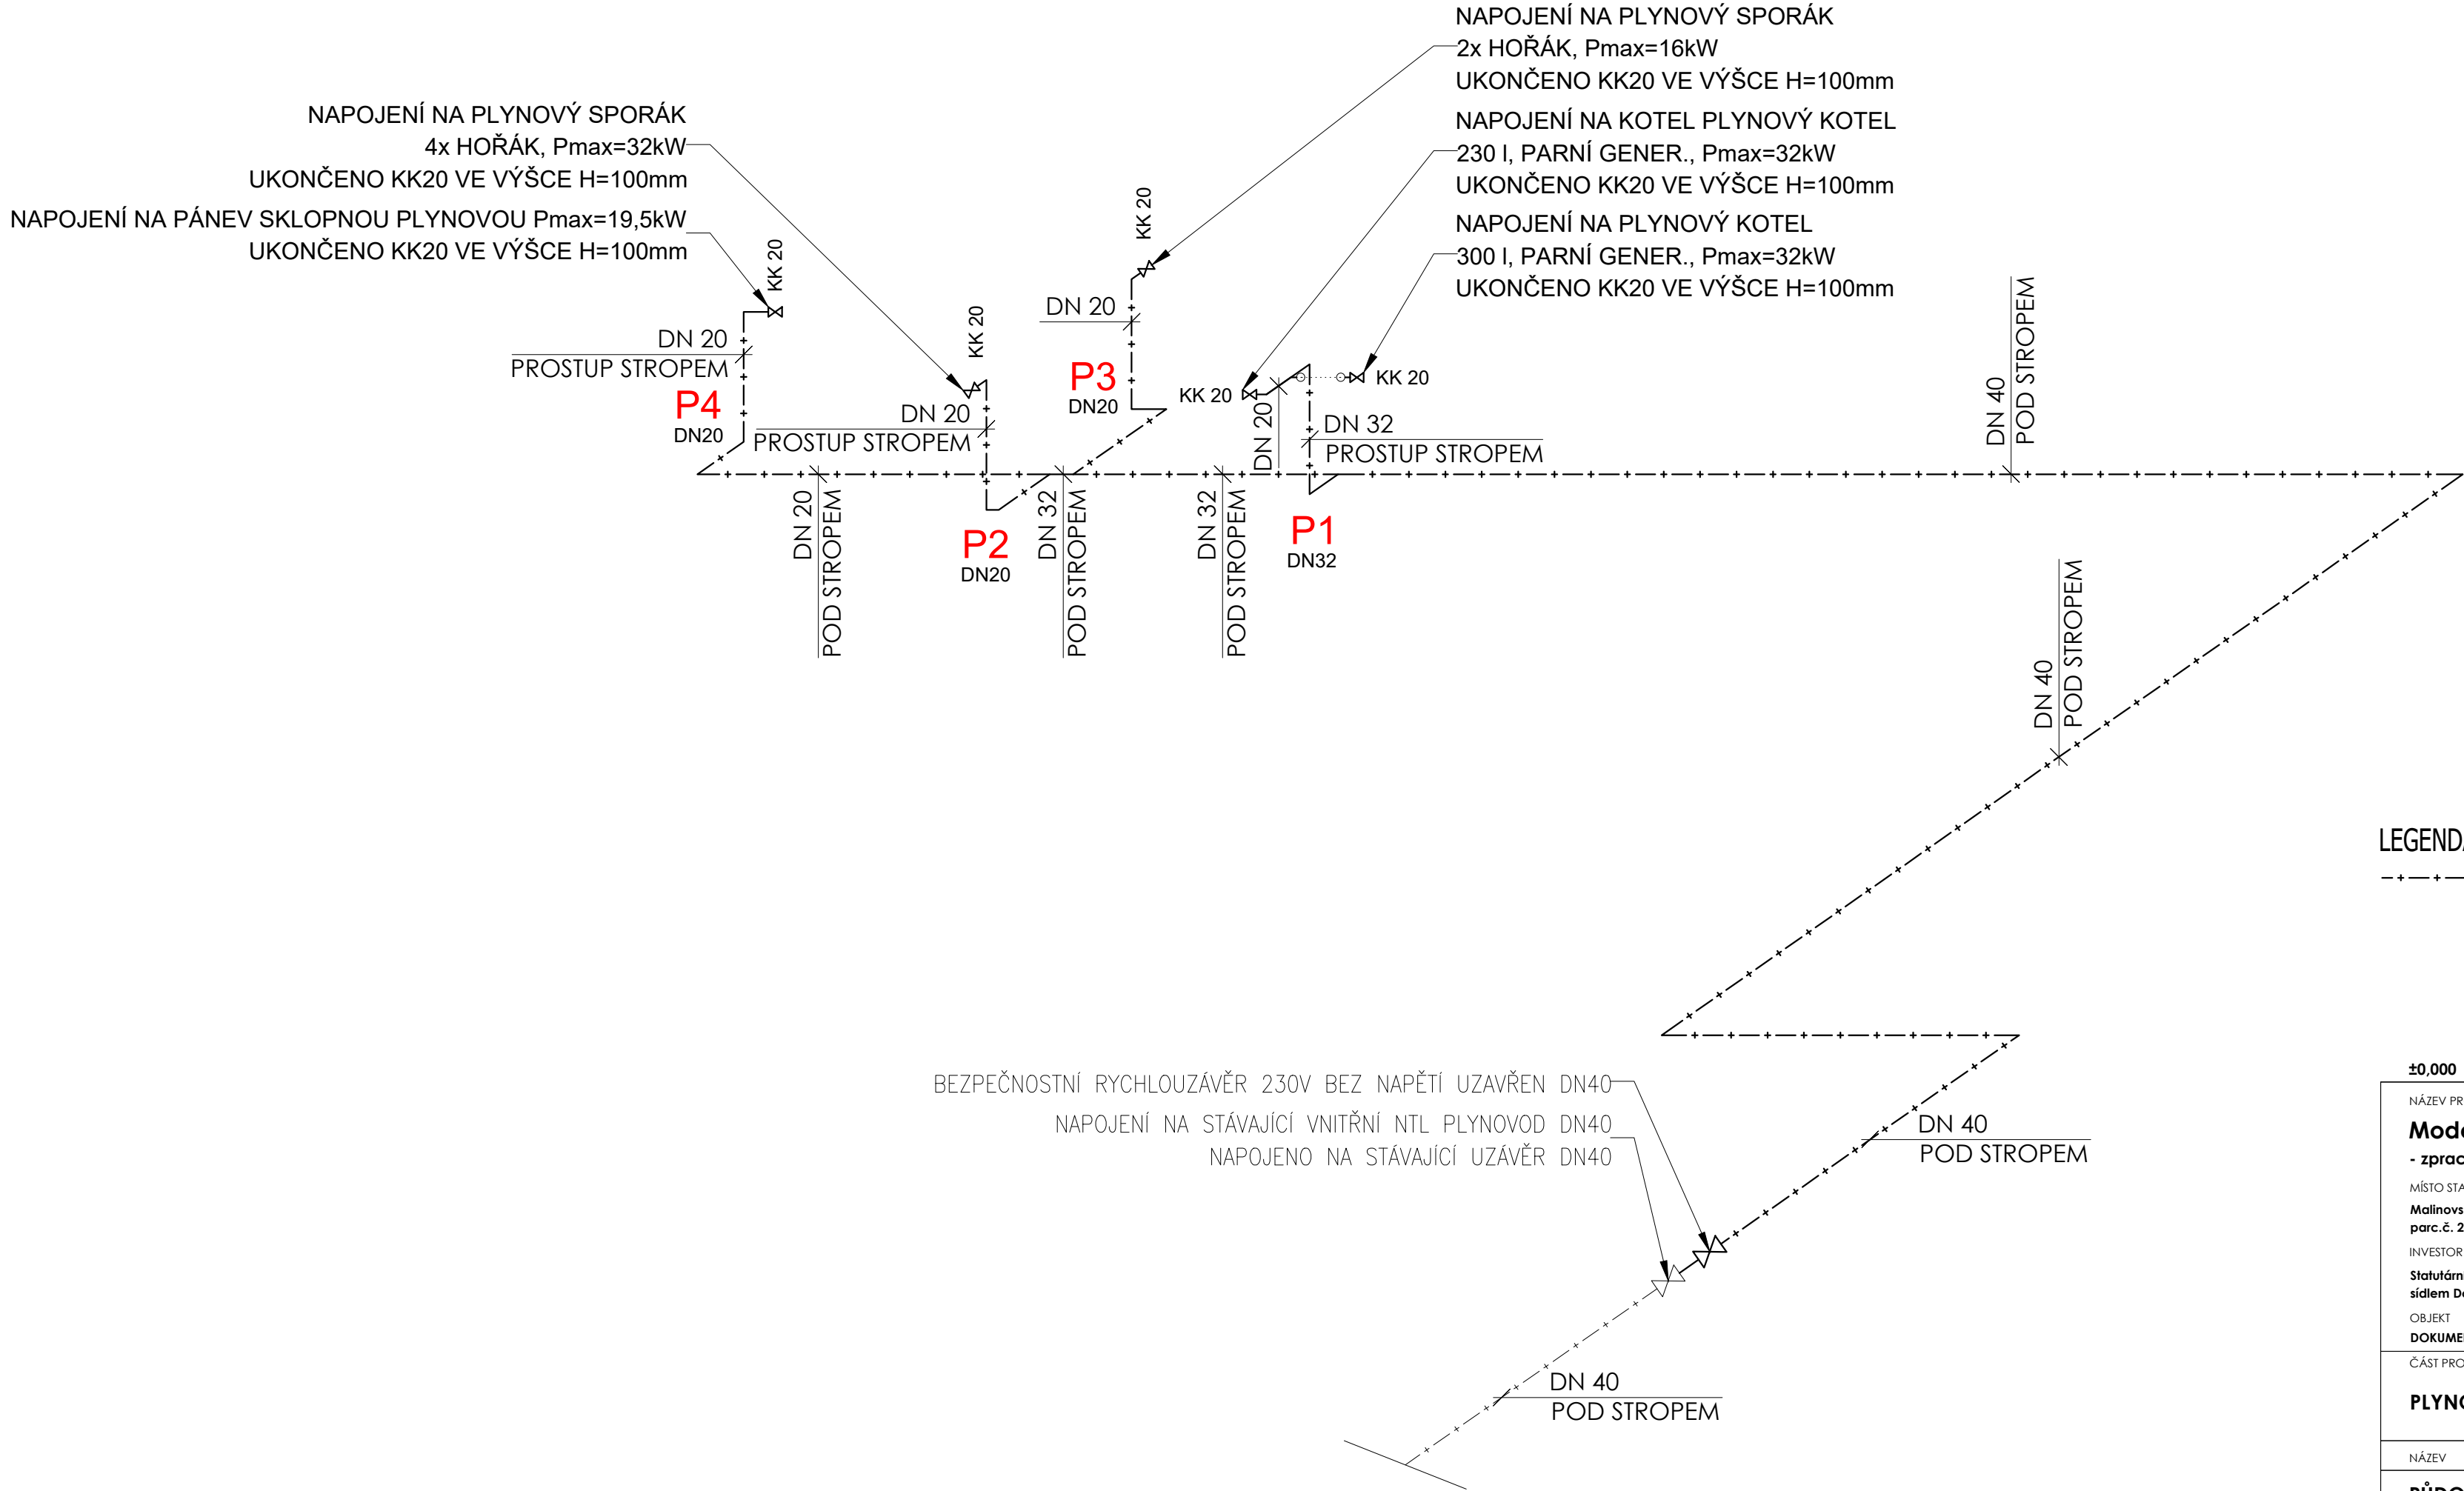 NAPOJENÍ NA PLYNOVÝ SPORÁK
2x HOŘÁK, Pmax=16kW
UKONČENO KK20 VE VÝŠCE H=100mm
NAPOJENÍ NA KOTEL PLYNOVÝ KOTEL
230 l, PARNÍ GENER., Pmax=32kW
UKONČENO KK20 VE VÝŠCE H=100mm
NAPOJENÍ NA PLYNOVÝ KOTEL
300 l, PARNÍ GENER., Pmax=32kW
UKONČENO KK20 VE VÝŠCE H=100mm
NAPOJENÍ NA PLYNOVÝ SPORÁK
4x HOŘÁK, Pmax=32kW
UKONČENO KK20 VE VÝŠCE H=100mm
NAPOJENÍ NA PÁNEV SKLOPNOU PLYNOVOU Pmax=19,5kW
UKONČENO KK20 VE VÝŠCE H=100mm
KK 20
DN 20
PROSTUP STROPEM
P4
DN20
KK 20
DN 20
PROSTUP STROPEM
P2
DN20
KK 20
DN 20
P3
DN20
KK 20
DN 20
KK 20
DN 32
PROSTUP STROPEM
P1
DN32
DN 20
POD STROPEM
DN 32
POD STROPEM
DN 32
POD STROPEM
DN 40
POD STROPEM
DN 40
POD STROPEM
BEZPEČNOSTNÍ RYCHLOUZÁVĚR 230V BEZ NAPĚTÍ UZAVŘEN DN40
NAPOJENÍ NA STÁVAJÍCÍ VNITŘNÍ NTL PLYNOVOD DN40
NAPOJENO NA STÁVAJÍCÍ UZÁVĚR DN40
DN 40
POD STROPEM
DN 40
POD STROPEM
±0,000
NÁZEV PR
- zprac
MÍSTO STA
Malinovs
parc.č. 2
INVESTOR
Statutárn
sídlem D
OBJEKT
DOKUME
ČÁST PRO
NÁZEV